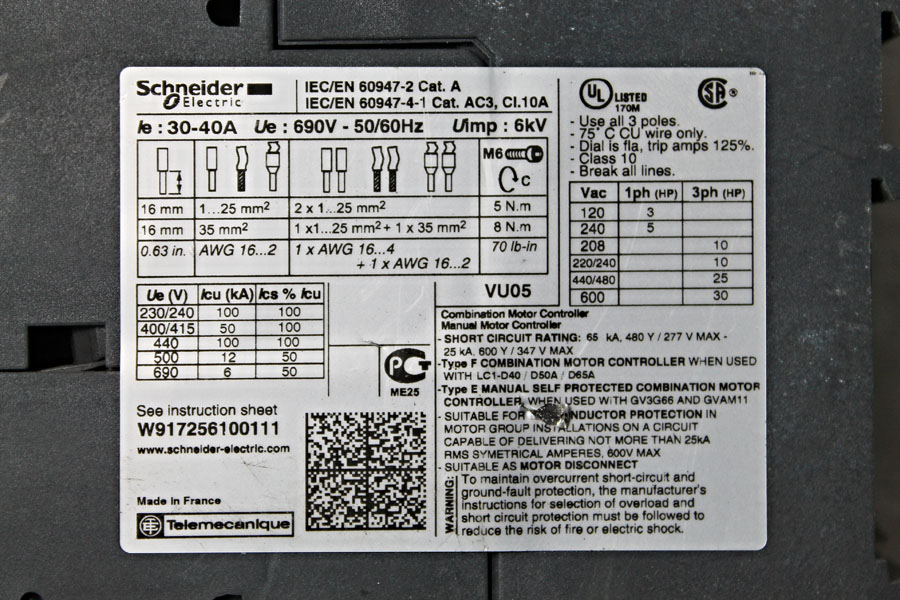 Schneider
Electric
IEC/EN 60947-2 Cat. A
IEC/EN 60947-4-1 Cat. AC3, Cl.10A
Ie : 30-40A Ue : 690V - 50/60Hz Uimp : 6kV
M6
C
16 mm 1...25 mm² 2 x 1...25 mm² 5 N.m
16 mm 35 mm² 1 x1...25 mm² + 1 x 35 mm² 8 N.m
0.63 in. AWG 16...2 1 x AWG 16...4 70 lb-in
+ 1 x AWG 16...2
Ue (V) Icu (kA) Ics % Icu
230/240 100 100
400/415 50 100
440 100 100
500 12 50
690 6 50
VU05
ME25
See instruction sheet
W917256100111
www.schneider-electric.com
Made in France
Telemecanique
UL LISTED
170M
SA ®
- Use all 3 poles.
- 75° C CU wire only.
- Dial is fla, trip amps 125%.
- Class 10
- Break all lines.
Vac 1ph (HP) 3ph (HP)
120 3
240 5
208 10
220/240 10
440/480 25
600 30
Combination Motor Controller
Manual Motor Controller
- SHORT CIRCUIT RATING: 65 kA, 480 Y / 277 V MAX -
25 kA, 600 Y / 347 V MAX
-Type F COMBINATION MOTOR CONTROLLER WHEN USED
WITH LC1-D40 / D50A / D65A
-Type E MANUAL SELF PROTECTED COMBINATION MOTOR
CONTROLLER, WHEN USED WITH GV3G66 AND GVAM11
- SUITABLE FOR NDUCTOR PROTECTION IN
MOTOR GROUP INSTALLATIONS ON A CIRCUIT
CAPABLE OF DELIVERING NOT MORE THAN 25kA
RMS SYMETRICAL AMPERES, 600V MAX
- SUITABLE AS MOTOR DISCONNECT
WARNING:
To maintain overcurrent short-circuit and
ground-fault protection, the manufacturer's
instructions for selection of overload and
short circuit protection must be followed to
reduce the risk of fire or electric shock.